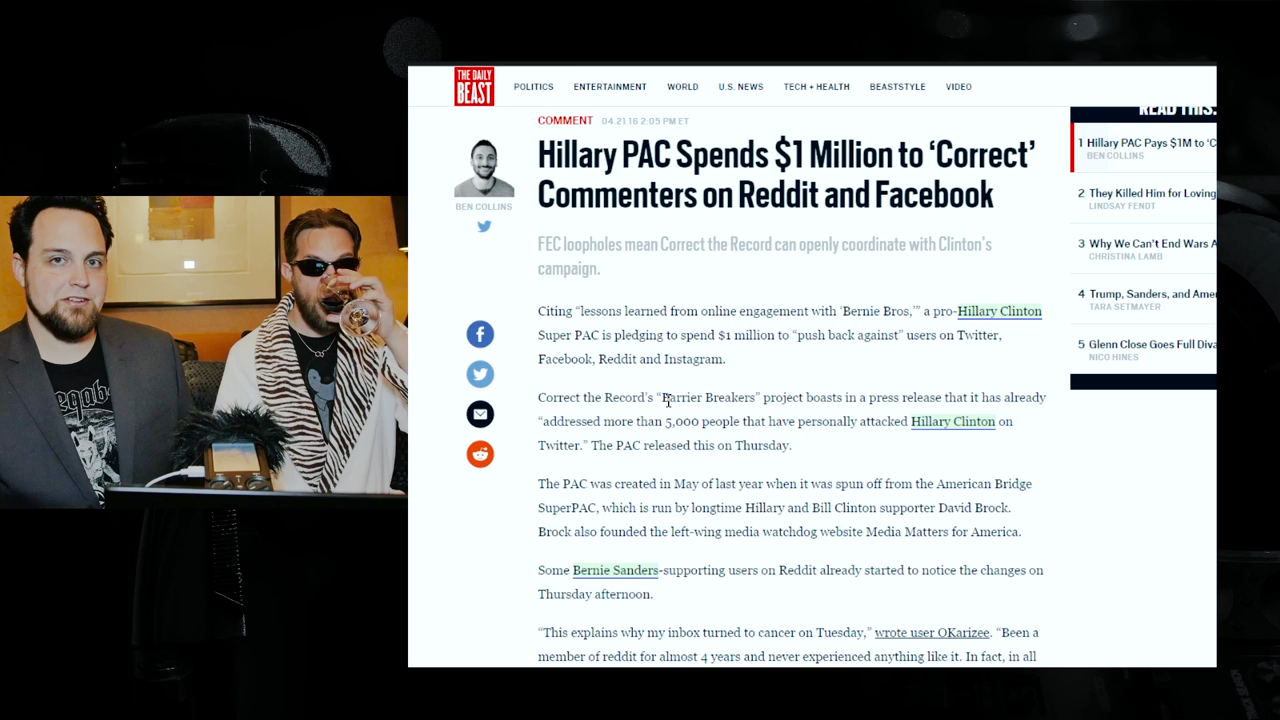 THE DAILY
BEAST
POLITICS ENTERTAINMENT WORLD U.S. NEWS TECH + HEALTH BEASTSTYLE VIDEO
COMMENT 04.21.16 2:05 PM ET
Hillary PAC Spends $1 Million to ‘Correct’
Commenters on Reddit and Facebook
BEN COLLINS
FEC loopholes mean Correct the Record can openly coordinate with Clinton's
campaign.
Citing “lessons learned from online engagement with ‘Bernie Bros,’” a pro-Hillary Clinton
Super PAC is pledging to spend $1 million to “push back against” users on Twitter,
Facebook, Reddit and Instagram.
Correct the Record’s “Barrier Breakers” project boasts in a press release that it has already
“addressed more than 5,000 people that have personally attacked Hillary Clinton on
Twitter.” The PAC released this on Thursday.
The PAC was created in May of last year when it was spun off from the American Bridge
SuperPAC, which is run by longtime Hillary and Bill Clinton supporter David Brock.
Brock also founded the left-wing media watchdog website Media Matters for America.
Some Bernie Sanders-supporting users on Reddit already started to notice the changes on
Thursday afternoon.
“This explains why my inbox turned to cancer on Tuesday,” wrote user OKarizee. “Been a
member of reddit for almost 4 years and never experienced anything like it. In fact, in all
READ THIS.
1 Hillary PAC Pays $1M to ‘C
BEN COLLINS
2 They Killed Him for Loving
LINDSAY FENDT
3 Why We Can't End Wars A
CHRISTINA LAMB
4 Trump, Sanders, and Amer
TARA SETMAYER
5 Glenn Close Goes Full Diva
NICO HINES